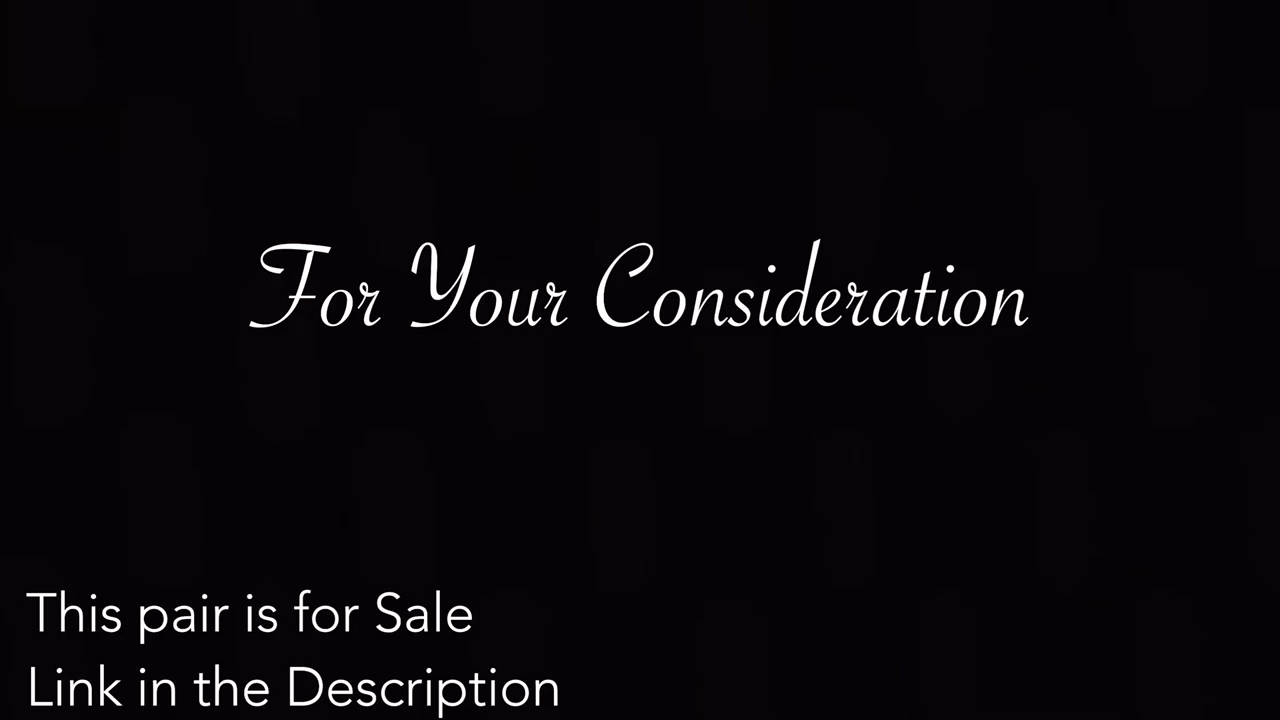 For Your Consideration
This pair is for Sale
Link in the Description